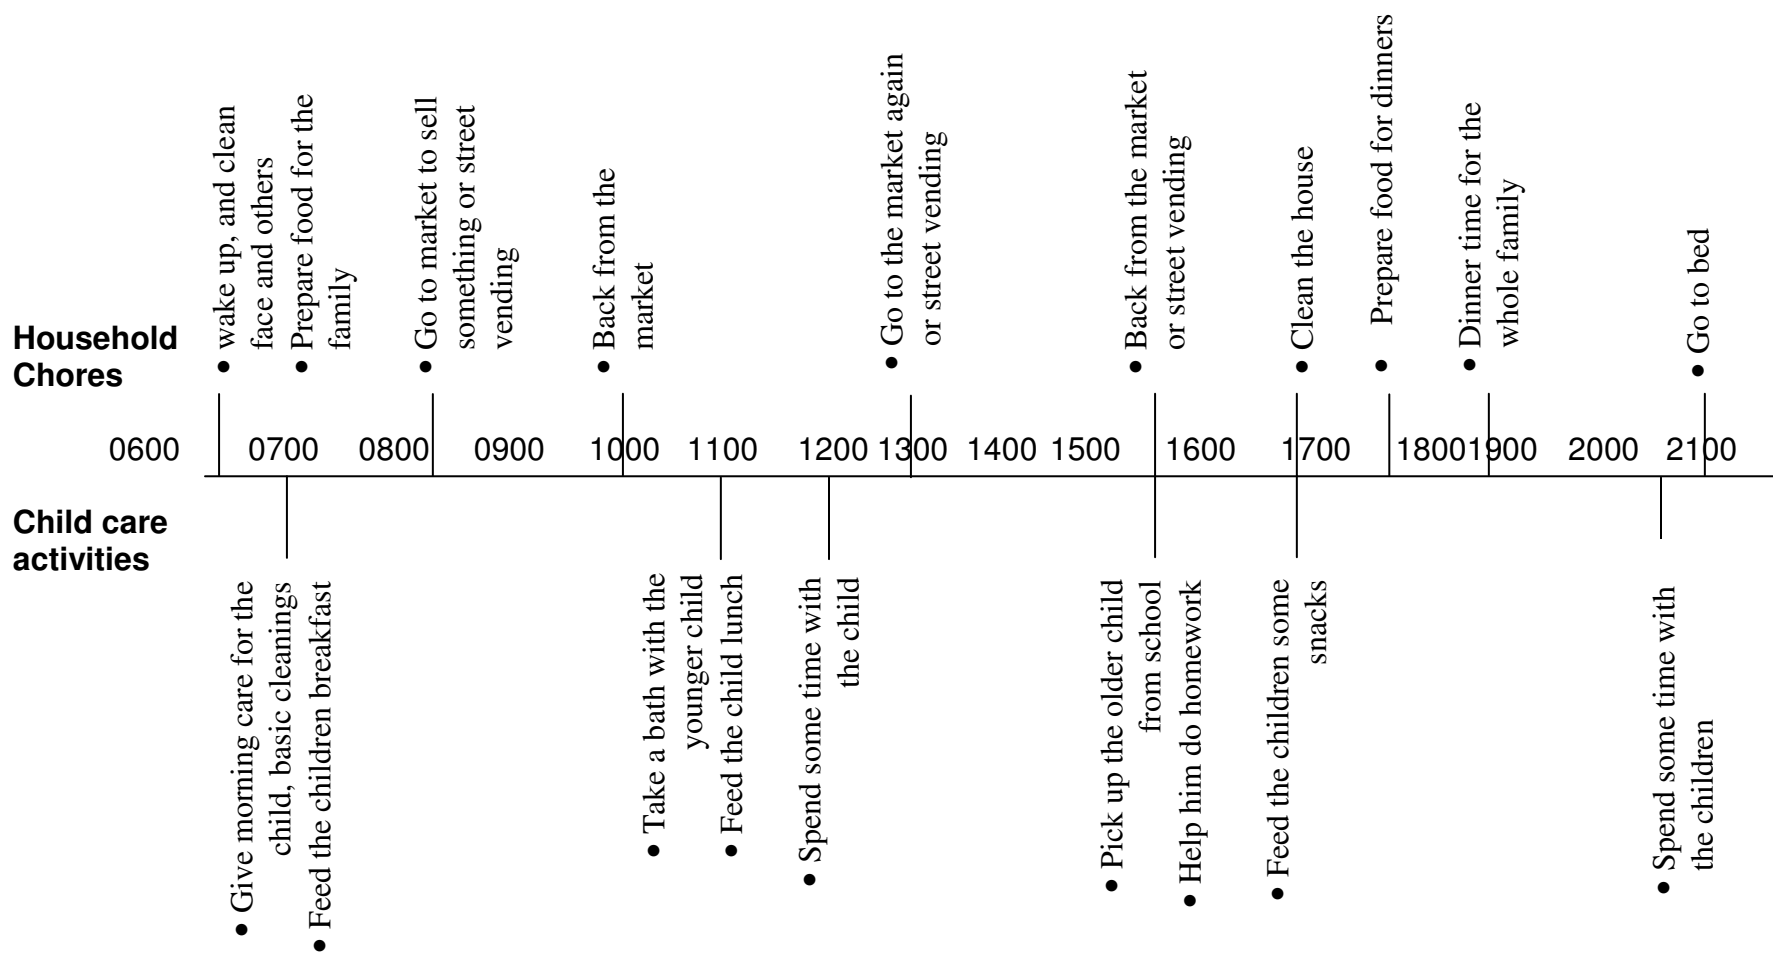 • wake up, and clean
face and others
• Prepare food for the
family
• Go to market to sell
something or street
vending
• Back from the
market
• Go to the market again
or street vending
• Back from the market
or street vending
• Clean the house
• Prepare food for dinners
• Dinner time for the
whole family
• Go to bed
Household
Chores
0600 0700 0800 0900 1000 1100 1200 1300 1400 1500 1600 1700 1800 1900 2000 2100
Child care
activities
• Give morning care for the
child, basic cleanings
• Feed the children breakfast
• Take a bath with the
younger child
• Feed the child lunch
• Spend some time with
the child
• Pick up the older child
from school
• Help him do homework
• Feed the children some
snacks
• Spend some time with
the children